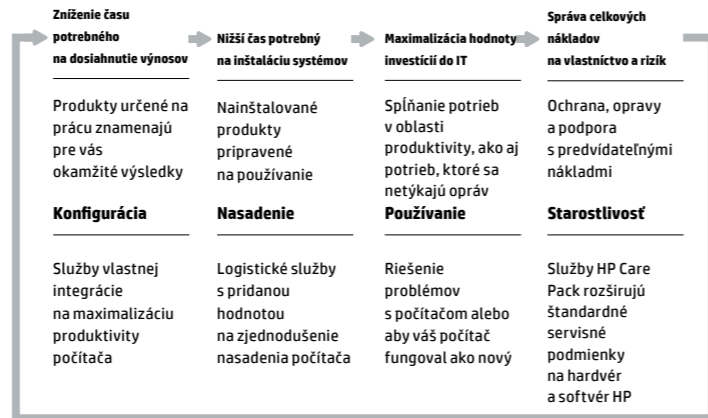 Zníženie času
potrebného
na dosiahnutie výnosov
Nižší čas potrebný
na inštaláciu systémov
Maximalizácia hodnoty
investícií do IT
Správa celkových
nákladov
na vlastníctvo a rizík
Produkty určené na
prácu znamenajú
pre vás
okamžité výsledky
Nainštalované
produkty
pripravené
na používanie
Spĺňanie potrieb
v oblasti
produktivity, ako aj
potrieb, ktoré sa
netýkajú opráv
Ochrana, opravy
a podpora
s predvídateľnými
nákladmi
Konfigurácia
Nasadenie
Používanie
Starostlivosť
Služby vlastnej
integrácie
na maximalizáciu
produktivity
počítača
Logistické služby
s pridanou
hodnotou
na zjednodušenie
nasadenia počítača
Riešenie
problémov
s počítačom alebo
aby váš počítač
fungoval ako nový
Služby HP Care
Pack rozširujú
štandardné
servisné
podmienky
na hardvér
a softvér HP